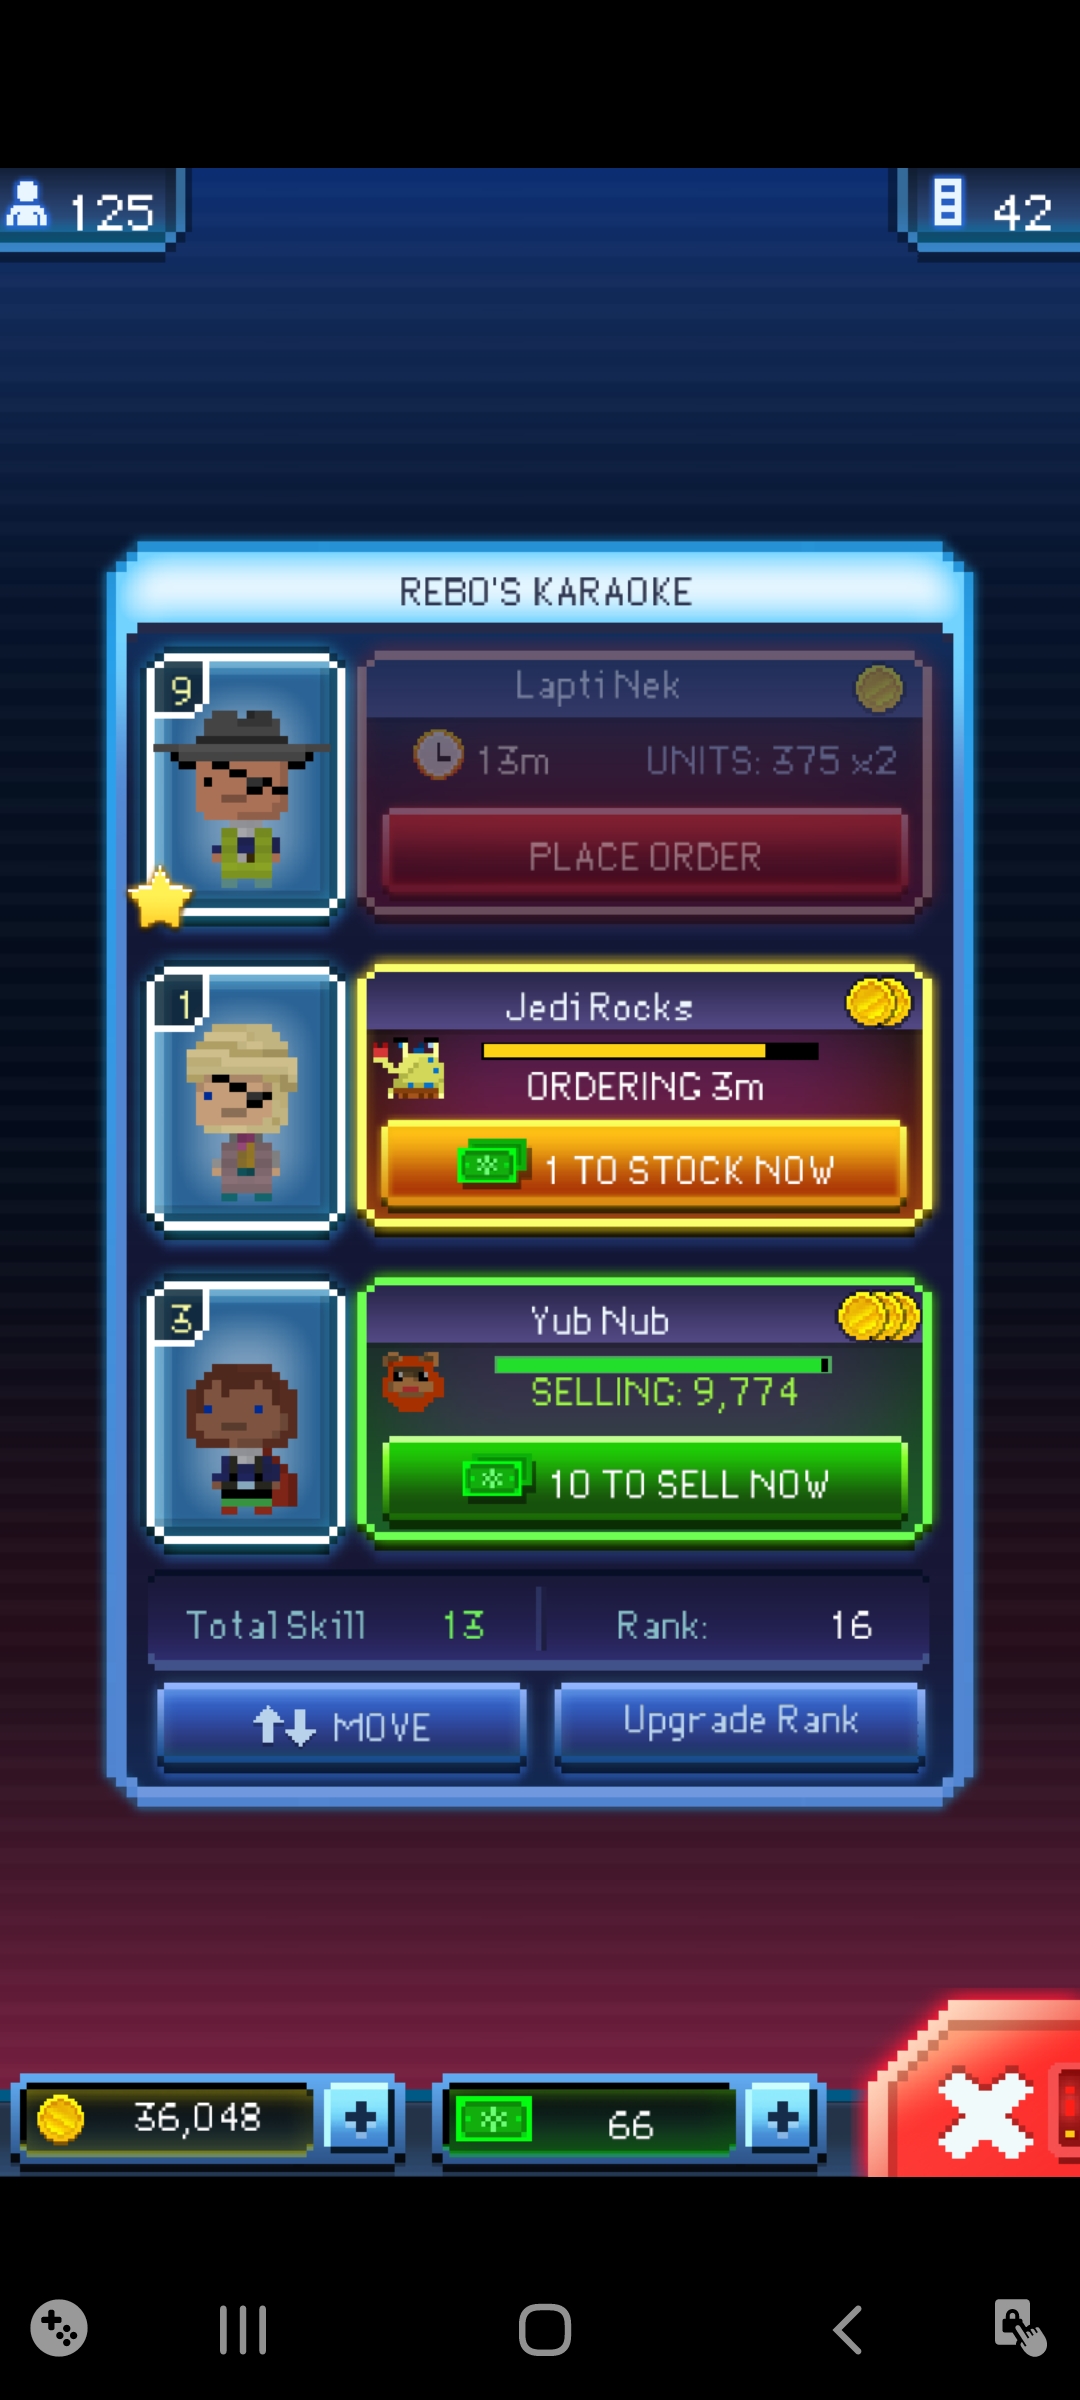 125
42
REBO'S KARAOKE
9
Lapti Nek
13m UNITS: 375 x2
PLACE ORDER
1
Jedi Rocks
ORDERING 3m
1 TO STOCK NOW
3
Yub Nub
SELLING: 9,774
10 TO SELL NOW
Total Skill 13 Rank: 16
MOVE Upgrade Rank
36,048 66